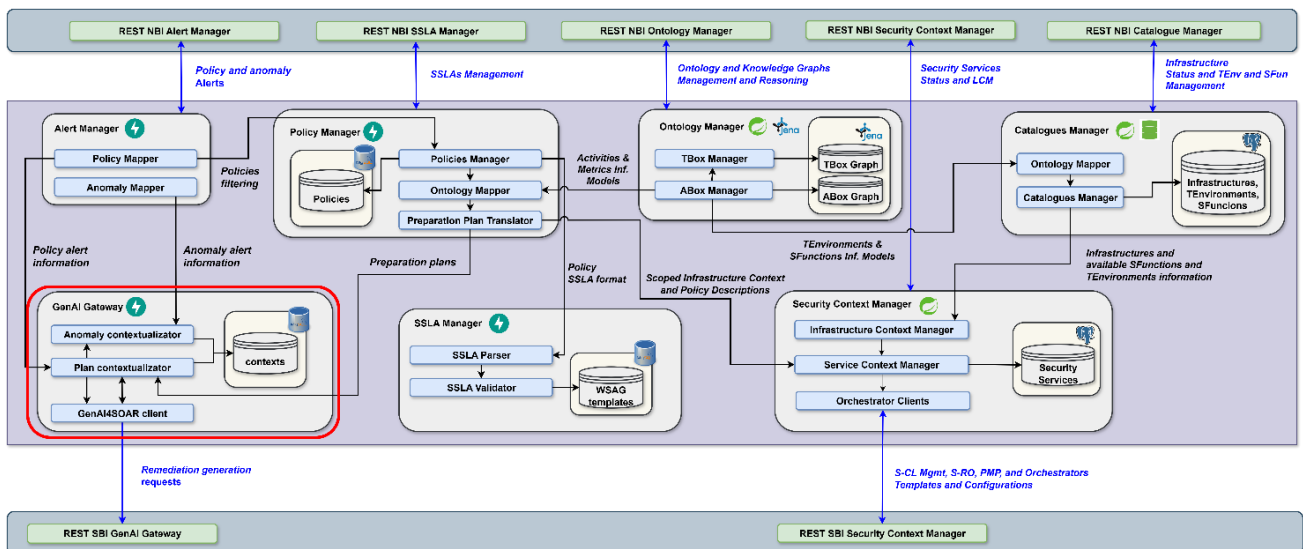 REST NBI Alert Manager
REST NBI SSLA Manager
REST NBI Ontology Manager
REST NBI Security Context Manager
REST NBI Catalogue Manager
Policy and anomaly
Alerts
SSLAs Management
Ontology and Knowledge Graphs
Management and Reasoning
Security Services
Status and LCM
Infrastructure
Status and TEnv and SFun
Management
Alert Manager
Policy Mapper
Anomaly Mapper
Policies
filtering
Policy Manager
Policies
Policies Manager
Ontology Mapper
Preparation Plan Translator
Activities &
Metrics Inf.
Models
Ontology Manager
Jena
TBox Manager
ABox Manager
Jena
TBox Graph
ABox Graph
Catalogues Manager
Ontology Mapper
Catalogues Manager
Infrastructures,
TEnvironments,
SFuncions
Policy alert
information
Anomaly alert
information
Preparation plans
Policy
SSLA format
Scoped Infrastructure Context
and Policy Descriptions
TEnvironments &
SFunctions Inf. Models
Infrastructures and
available SFunctions and
TEnvironments information
GenAI Gateway
Anomaly contextualizator
Plan contextualizator
GenAI4SOAR client
contexts
SSLA Manager
SSLA Parser
SSLA Validator
WSAG
templates
Security Context Manager
Infrastructure Context Manager
Service Context Manager
Orchestrator Clients
Security
Services
Remediation generation
requests
S-CL Mgmt, S-RO, PMP, and Orchestrators
Templates and Configurations
REST SBI GenAI Gateway
REST SBI Security Context Manager